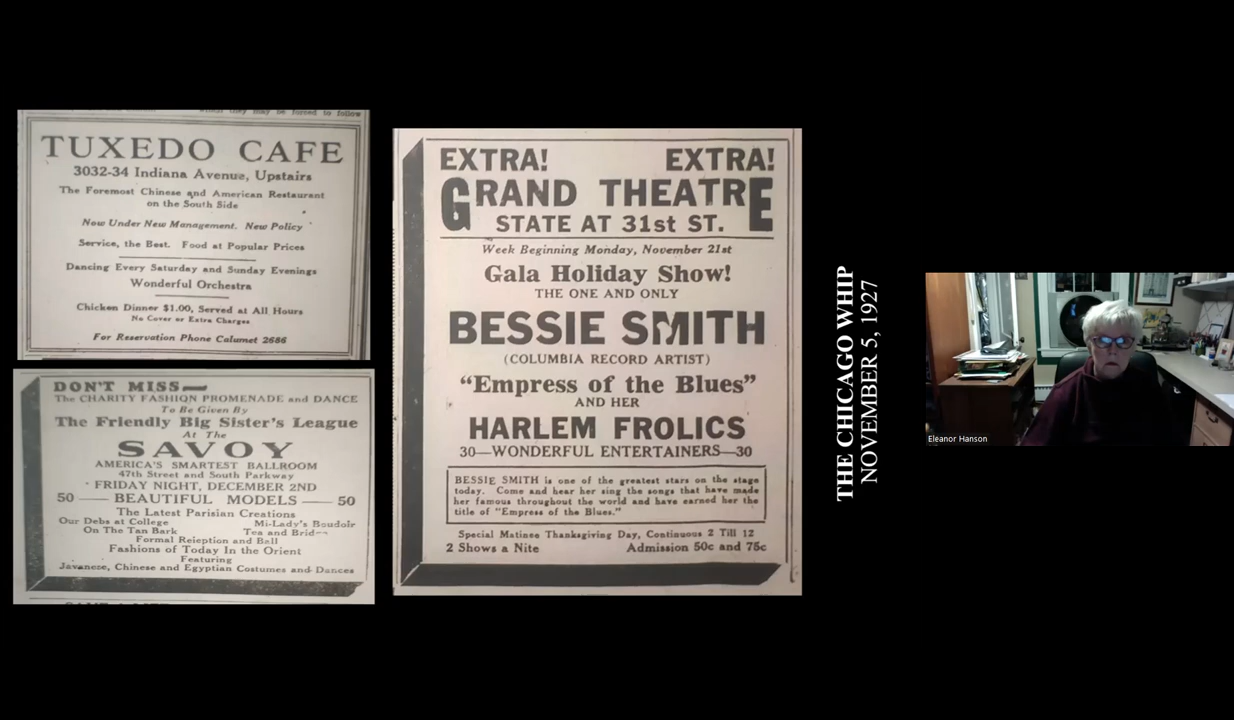 which they may be forced to follow
TUXEDO CAFE
3032-34 Indiana Avenue, Upstairs
The Foremost Chinese and American Restaurant
on the South Side
Now Under New Management. New Policy
Service, the Best. Food at Popular Prices
Dancing Every Saturday and Sunday Evenings
Wonderful Orchestra
Chicken Dinner $1.00, Served at All Hours
No Cover or Extra Charges
For Reservation Phone Calumet 2686
DON'T MISS—
The CHARITY FASHION PROMENADE and DANCE
To Be Given By
The Friendly Big Sister's League
At The
SAVOY
AMERICA'S SMARTEST BALLROOM
47th Street and South Parkway
FRIDAY NIGHT, DECEMBER 2ND
50 — BEAUTIFUL MODELS — 50
The Latest Parisian Creations
Our Debs at College Mi-Lady's Boudoir
On The Tan Bark Tea and
Formal Reieption and Bell
Fashions of Today In the Orient
Featuring
Javanese, Chinese and Egyptian Costumes and Dances
EXTRA! EXTRA!
GRAND THEATRE
STATE AT 31st ST.
Week Beginning Monday, November 21st
Gala Holiday Show!
THE ONE AND ONLY
BESSIE SMITH
(COLUMBIA RECORD ARTIST)
“Empress of the Blues”
AND HER
HARLEM FROLICS
30—WONDERFUL ENTERTAINERS—30
BESSIE SMITH is one of the greatest stars on the stage
today. Come and hear her sing the songs that have made
her famous throughout the world and have earned her the
title of "Empress of the Blues."
Special Matinee Thanksgiving Day, Continuous 2 Till 12
2 Shows a Nite Admission 50c and 75c
THE CHICAGO WHIP
NOVEMBER 5, 1927
Eleanor Hanson